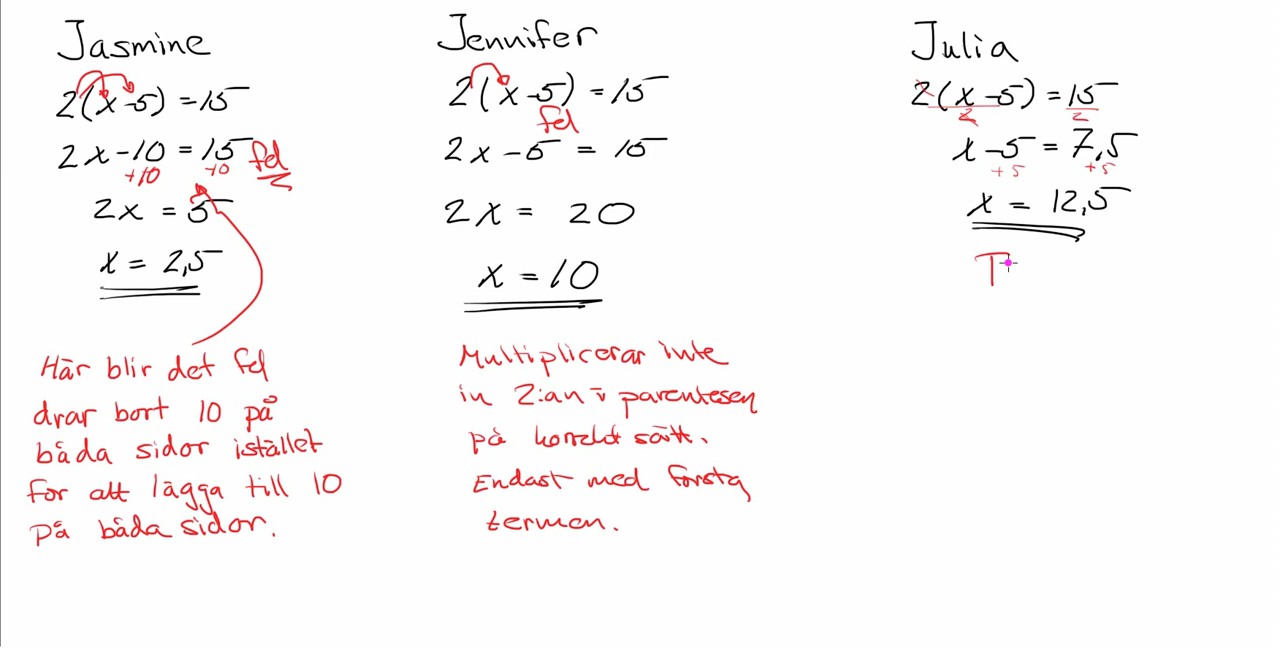 Jasmine
2(x-5) = 15
2x-10 = 15 fel
+10 +10
2x = 5
x = 2,5
Här blir det fel
drar bort 10 på
båda sidor istället
för att lägga till 10
på båda sidor.
Jennifer
2(x-5) = 15
fel
2x-5 = 15
2x = 20
x = 10
Multiplicerar inte
in 2:an i parentesen
på korrekt sätt.
Endast med första
termen.
Julia
2(x-5) = 15
2 2
x-5 = 7,5
+5 +5
x = 12,5
T